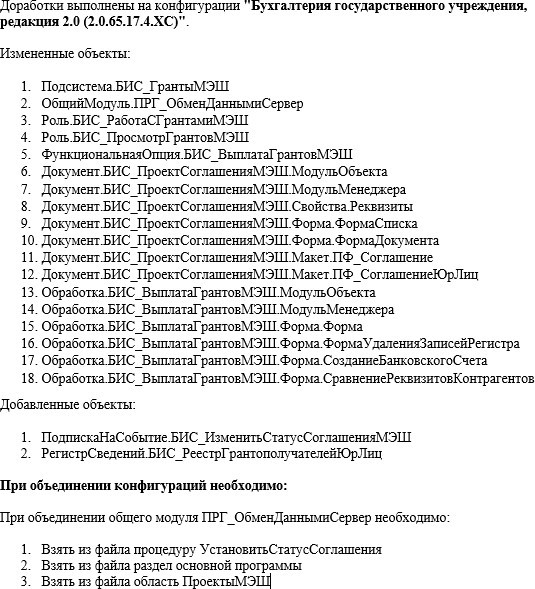 Доработки выполнены на конфигурации "Бухгалтерия государственного учреждения,
редакция 2.0 (2.0.65.17.4.ХС)".
Измененные объекты:
1. Подсистема.БИС_ГрантыМЭШ
2. ОбщийМодуль.ПРГ_ОбменДаннымиСервер
3. Роль.БИС_РаботаСГрантамиМЭШ
4. Роль.БИС_ПросмотрГрантовМЭШ
5. ФункциональнаяОпция.БИС_ВыплатаГрантовМЭШ
6. Документ.БИС_ПроектСоглашенияМЭШ.МодульОбъекта
7. Документ.БИС_ПроектСоглашенияМЭШ.МодульМенеджера
8. Документ.БИС_ПроектСоглашенияМЭШ.Свойства.Реквизиты
9. Документ.БИС_ПроектСоглашенияМЭШ.Форма.ФормаСписка
10. Документ.БИС_ПроектСоглашенияМЭШ.Форма.ФормаДокумента
11. Документ.БИС_ПроектСоглашенияМЭШ.Макет.ПФ_Соглашение
12. Документ.БИС_ПроектСоглашенияМЭШ.Макет.ПФ_СоглашениеЮрЛиц
13. Обработка.БИС_ВыплатаГрантовМЭШ.МодульОбъекта
14. Обработка.БИС_ВыплатаГрантовМЭШ.МодульМенеджера
15. Обработка.БИС_ВыплатаГрантовМЭШ.Форма.Форма
16. Обработка.БИС_ВыплатаГрантовМЭШ.Форма.ФормаУдаленияЗаписейРегистра
17. Обработка.БИС_ВыплатаГрантовМЭШ.Форма.СозданиеБанковскогоСчета
18. Обработка.БИС_ВыплатаГрантовМЭШ.Форма.СравнениеРеквизитовКонтрагентов
Добавленные объекты:
1. ПодпискаНаСобытие.БИС_ИзменитьСтатусСоглашенияМЭШ
2. РегистрСведений.БИС_РеестрГрантополучателейЮрЛиц
При объединении конфигураций необходимо:
При объединении общего модуля ПРГ_ОбменДаннымиСервер необходимо:
1. Взять из файла процедуру УстановитьСтатусСоглашения
2. Взять из файла раздел основной программы
3. Взять из файла область ПроектыМЭШ